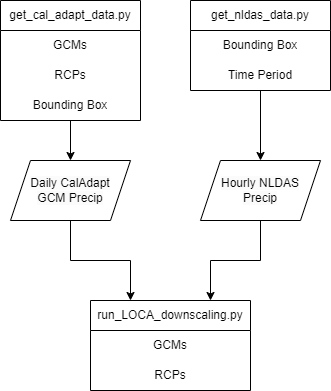 get_cal_adapt_data.py
GCMs
RCPs
Bounding Box
get_nldas_data.py
Bounding Box
Time Period
Daily CalAdapt
GCM Precip
Hourly NLDAS
Precip
run_LOCA_downscaling.py
GCMs
RCPs